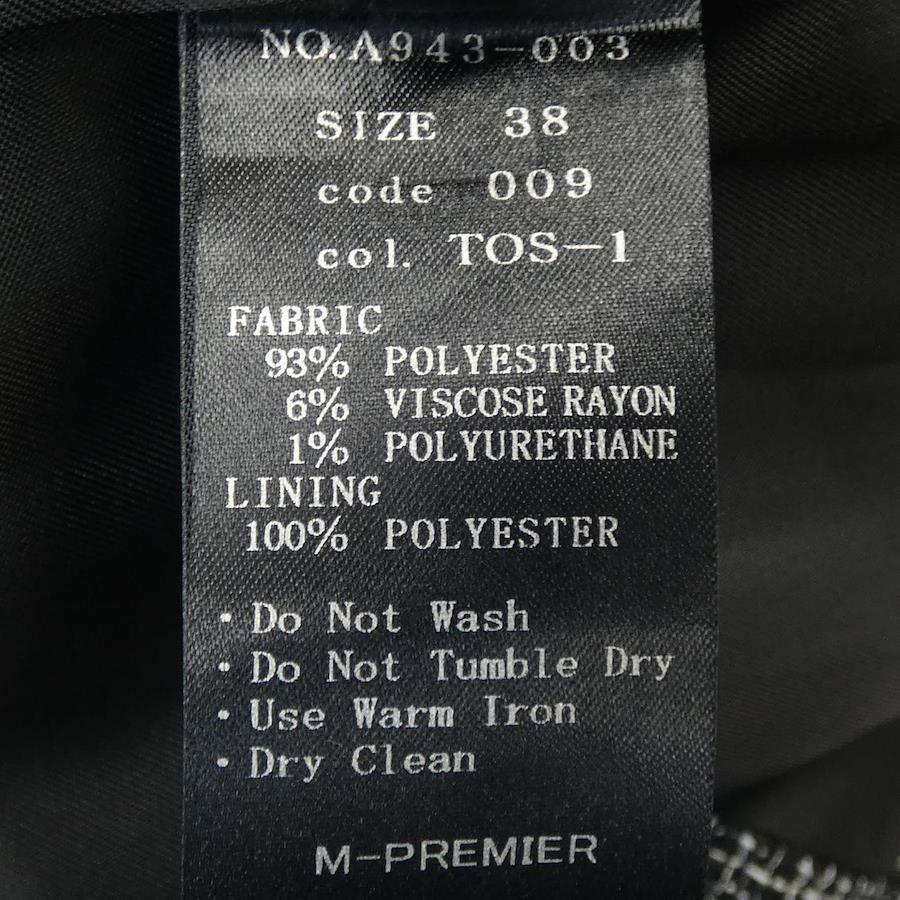 NO.A943-003
SIZE 38
code 009
col. TOS-1
FABRIC
93% POLYESTER
6% VISCOSE RAYON
1% POLYURETHANE
LINING
100% POLYESTER
・Do Not Wash
・Do Not Tumble Dry
・Use Warm Iron
・Dry Clean
M-PREMIER